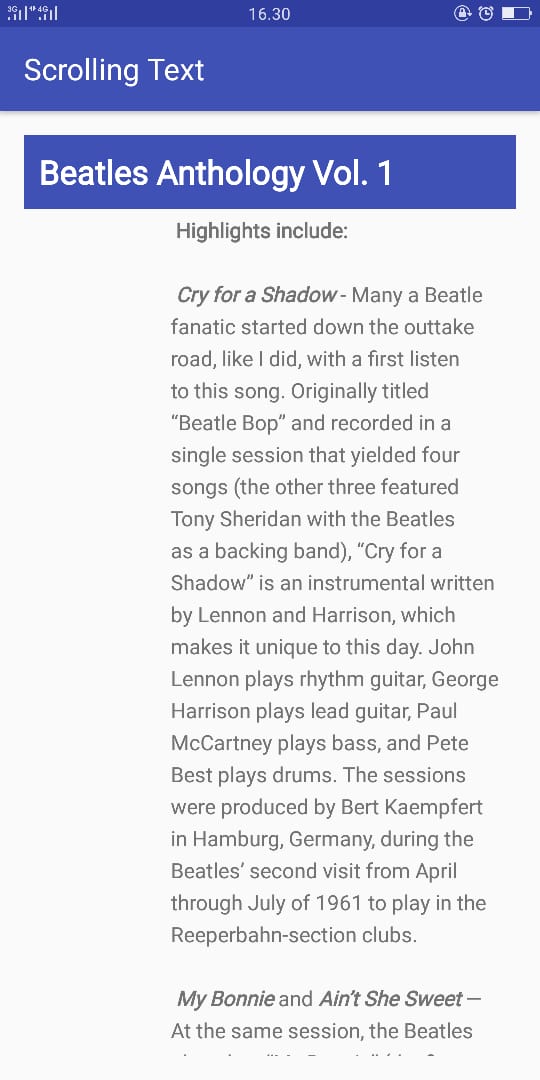 3G 4G 16.30
Scrolling Text
Beatles Anthology Vol. 1
Highlights include:
Cry for a Shadow - Many a Beatle
fanatic started down the outtake
road, like I did, with a first listen
to this song. Originally titled
“Beatle Bop” and recorded in a
single session that yielded four
songs (the other three featured
Tony Sheridan with the Beatles
as a backing band), “Cry for a
Shadow” is an instrumental written
by Lennon and Harrison, which
makes it unique to this day. John
Lennon plays rhythm guitar, George
Harrison plays lead guitar, Paul
McCartney plays bass, and Pete
Best plays drums. The sessions
were produced by Bert Kaempfert
in Hamburg, Germany, during the
Beatles’ second visit from April
through July of 1961 to play in the
Reeperbahn-section clubs.
My Bonnie and Ain’t She Sweet —
At the same session, the Beatles